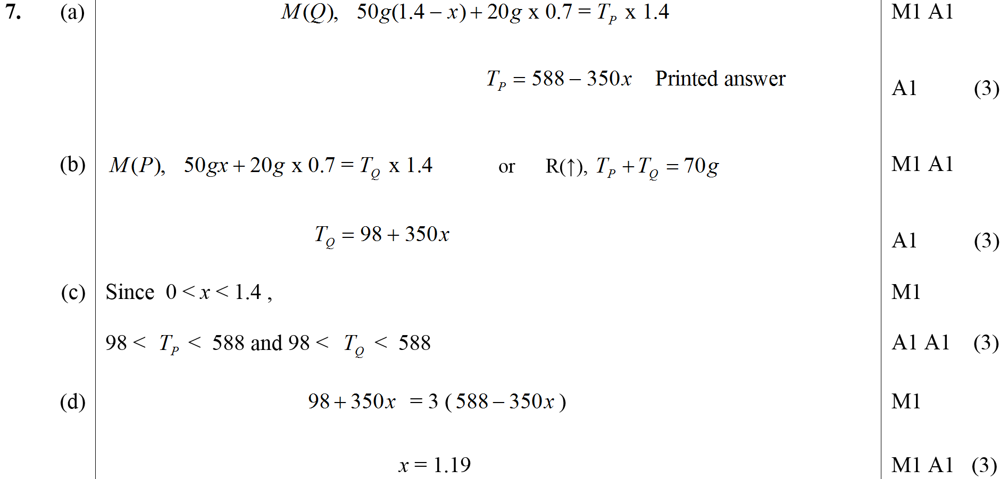 7. (a) M(Q), 50g(1.4 – x) + 20g x 0.7 = T_P x 1.4 M1 A1
T_P = 588 – 350x Printed answer
A1 (3)
(b) M(P), 50gx + 20g x 0.7 = T_Q x 1.4 or R(↑), T_P + T_Q = 70g M1 A1
T_Q = 98 + 350x
A1 (3)
(c) Since 0 < x < 1.4 , M1
98 < T_P < 588 and 98 < T_Q < 588 A1 A1 (3)
(d) 98 + 350x = 3 ( 588 – 350x ) M1
x = 1.19 M1 A1 (3)